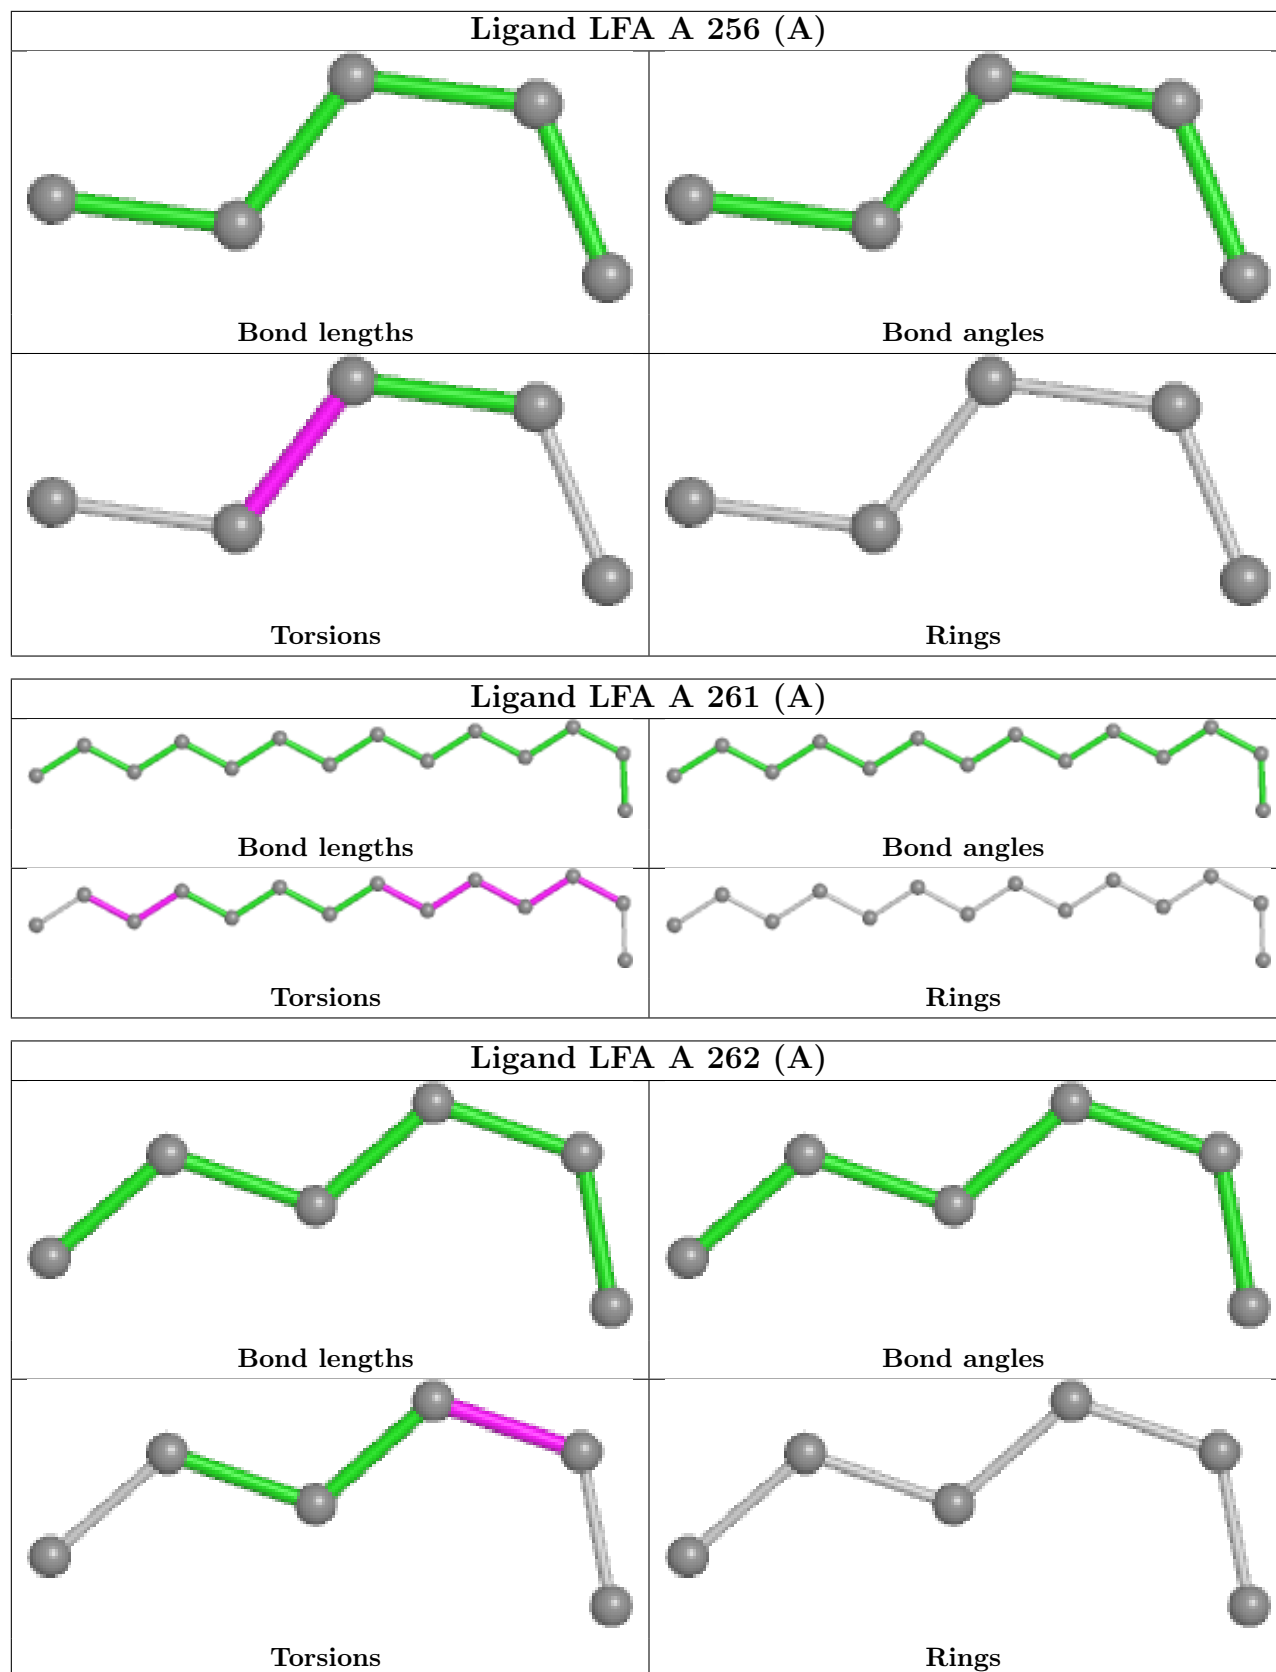 Ligand LFA A 256 (A)
Bond lengths
Bond angles
Torsions
Rings
Ligand LFA A 261 (A)
Bond lengths
Bond angles
Torsions
Rings
Ligand LFA A 262 (A)
Bond lengths
Bond angles
Torsions
Rings